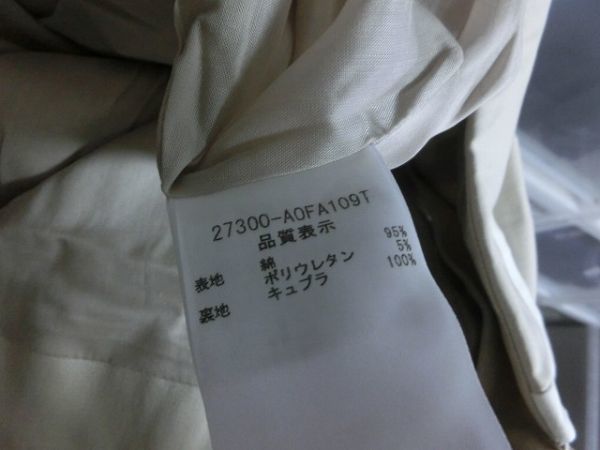 27300-A0FA109T
品質表示
表地 綿 95%
ポリウレタン 5%
裏地 キュプラ 100%